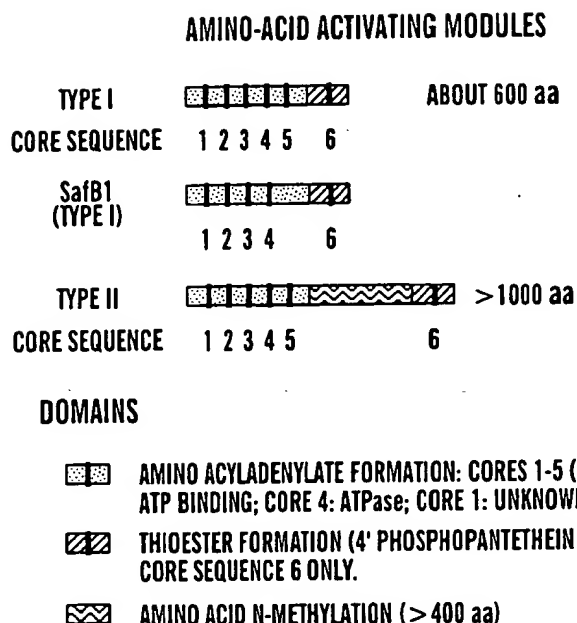 AMINO-ACID ACTIVATING MODULES
TYPE I ABOUT 600 aa
CORE SEQUENCE 1 2 3 4 5 6
SafB1
(TYPE I)
1 2 3 4 6
TYPE II >1000 aa
CORE SEQUENCE 1 2 3 4 5 6
DOMAINS
AMINO ACYLADENYLATE FORMATION: CORES 1-5 (
ATP BINDING; CORE 4: ATPase; CORE 1: UNKNOW
THIOESTER FORMATION (4' PHOSPHOPANTETHEIN
CORE SEQUENCE 6 ONLY.
AMINO ACID N-METHYLATION (>400 aa)